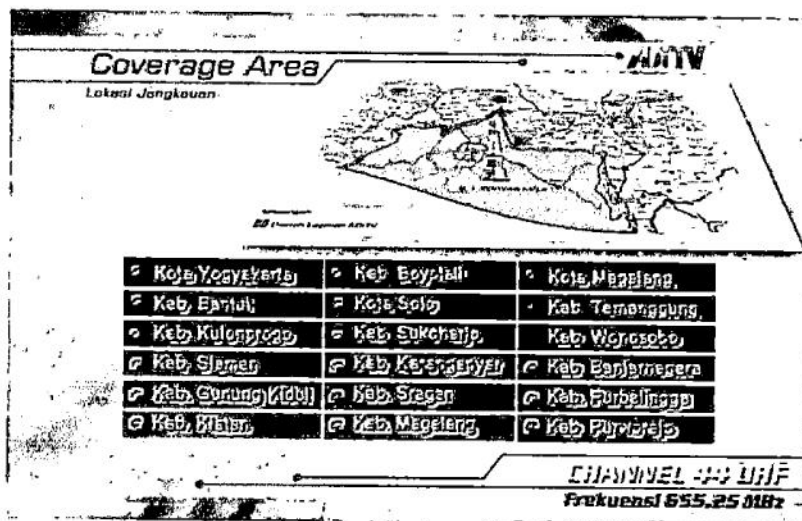 Coverage Area
ADTV
Lokasi Jangkauan
Kota Yogyakarta
Kab. Boyolali
Kota Magelang
Kab. Bantul
Kota Solo
Kab. Temanggung
Kab. Kulonprogo
Kab. Sukoharjo
Kab. Wonosobo
Kab. Sleman
Kab. Karanganyar
Kab. Banjarnegara
Kab. Gunung Kidul
Kab. Sragen
Kab. Purbalingga
Kab. Klaten
Kab. Magelang
Kab. Purworejo
CHANNEL 44 UHF
Frekuensi 655,25 MHz